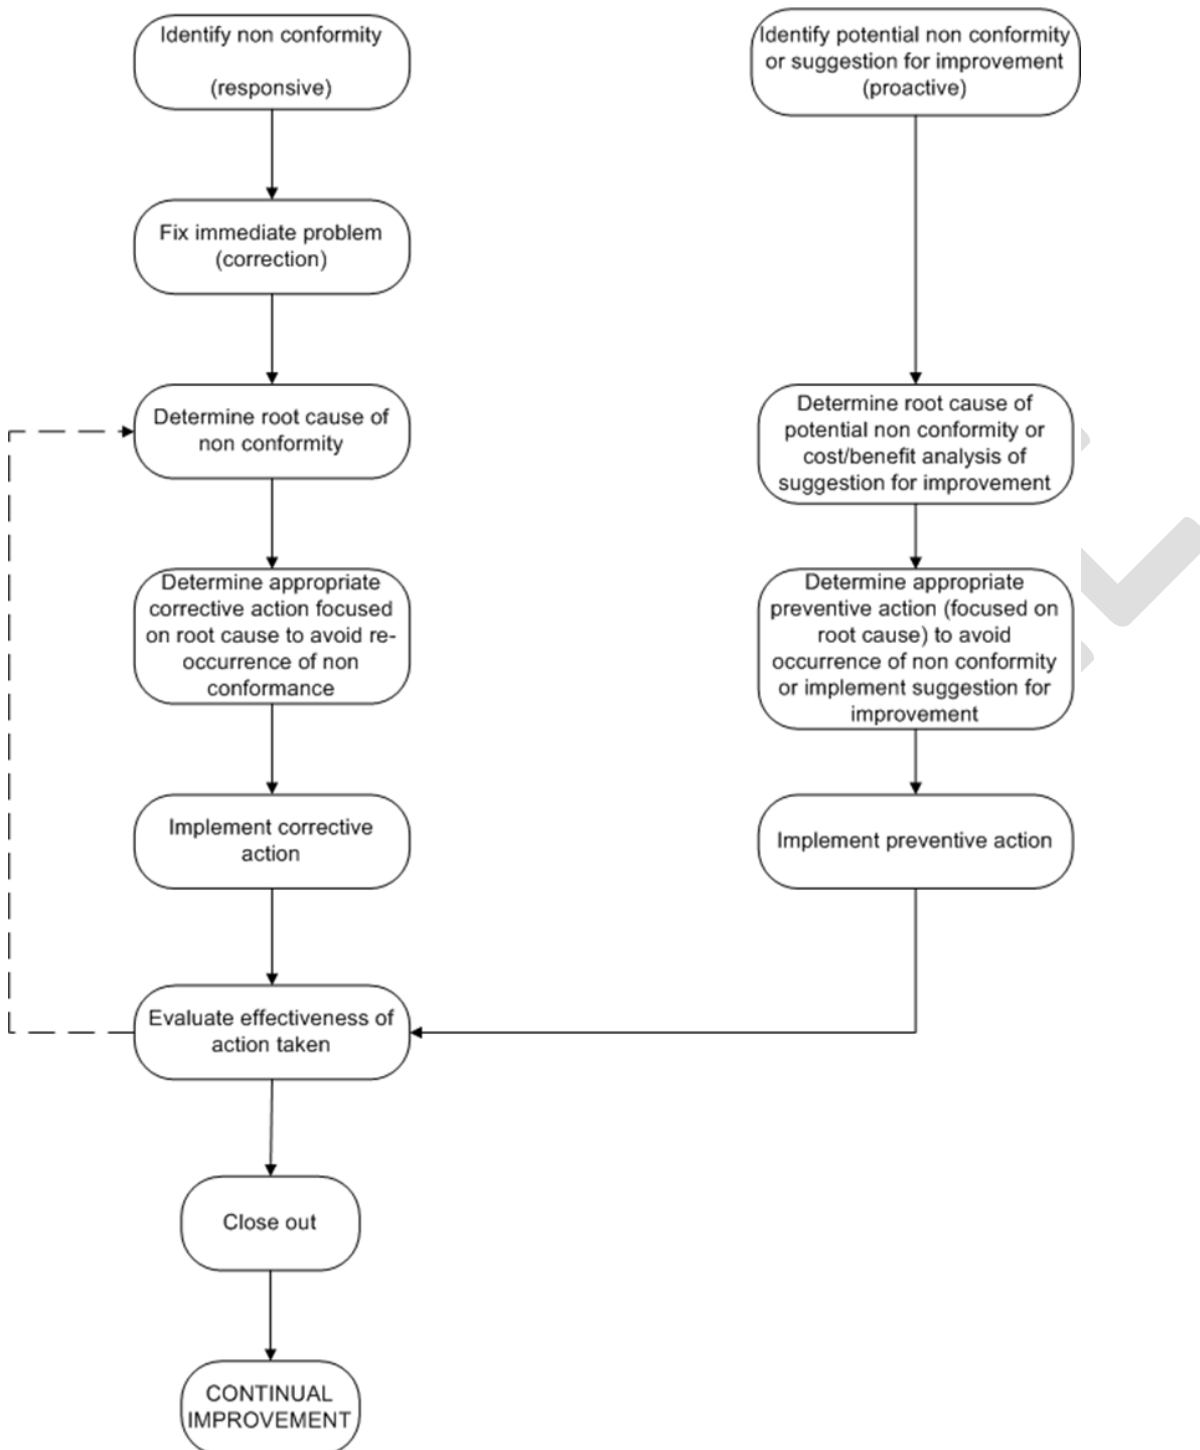 Identify non conformity
(responsive)
Fix immediate problem
(correction)
Determine root cause of
non conformity
Determine appropriate
corrective action focused
on root cause to avoid re-
occurrence of non
conformance
Implement corrective
action
Evaluate effectiveness of
action taken
Close out
CONTINUAL
IMPROVEMENT
Identify potential non conformity
or suggestion for improvement
(proactive)
Determine root cause of
potential non conformity or
cost/benefit analysis of
suggestion for improvement
Determine appropriate
preventive action (focused on
root cause) to avoid
occurrence of non conformity
or implement suggestion for
improvement
Implement preventive action